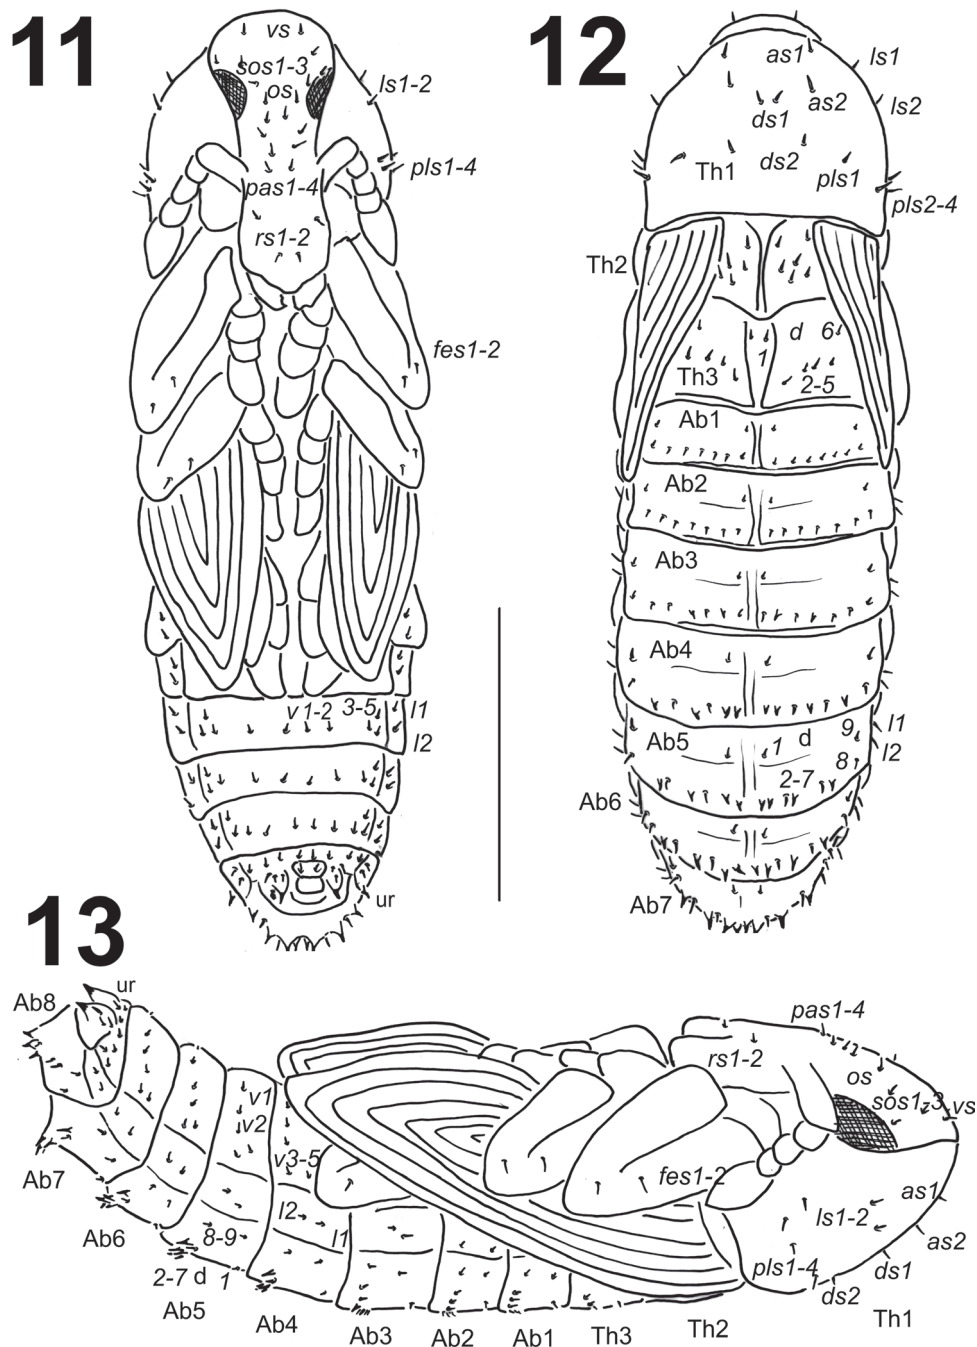 11
vs
sos1-3
os
ls1-2
pls1-4
pas1-4
rs1-2
fes1-2
v 1-2 3-5
l1
l2
ur
12
as1
ls1
as2
ls2
ds1
Th1
ds2
pls1
pls2-4
Th2
d 6
1
Th3
2-5
Ab1
Ab2
Ab3
Ab4
Ab5
1 d 9
l1
l2
8
2-7
Ab6
Ab7
13
Ab8
ur
pas1-4
rs1-2
os
sos1-3
vs
v1
v2
v3-5
fes1-2
as1
ls1-2
as2
l2
l1
8-9
pls1-4
ds1
ds2
Ab7
Ab6
2-7 d 1
Ab5
Ab4
Ab3
Ab2
Ab1
Th3
Th2
Th1